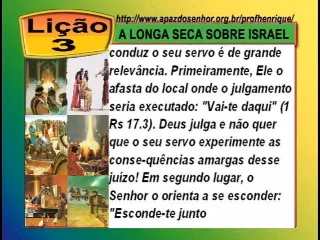 Lição
3
http://www.apazdosenhor.org.br/profhenrique/
A LONGA SECA SOBRE ISRAEL
conduz o seu servo é de grande
relevância. Primeiramente, Ele o
afasta do local onde o julgamento
seria executado: "Vai-te daqui" (1
Rs 17.3). Deus julga e não quer
que o seu servo experimente as
conse-quências amargas desse
juízo! Em segundo lugar, o
Senhor o orienta a se esconder:
"Esconde-te junto